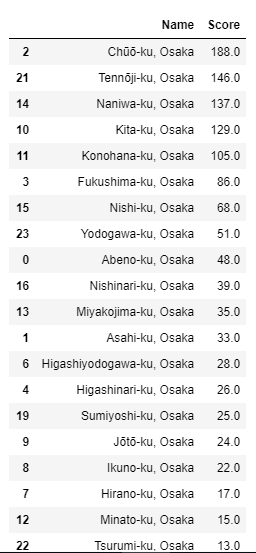 Name Score
2 Chūō-ku, Osaka 188.0
21 Tennōji-ku, Osaka 146.0
14 Naniwa-ku, Osaka 137.0
10 Kita-ku, Osaka 129.0
11 Konohana-ku, Osaka 105.0
3 Fukushima-ku, Osaka 86.0
15 Nishi-ku, Osaka 68.0
23 Yodogawa-ku, Osaka 51.0
0 Abeno-ku, Osaka 48.0
16 Nishinari-ku, Osaka 39.0
13 Miyakojima-ku, Osaka 35.0
1 Asahi-ku, Osaka 33.0
6 Higashiyodogawa-ku, Osaka 28.0
4 Higashinari-ku, Osaka 26.0
19 Sumiyoshi-ku, Osaka 25.0
9 Jōtō-ku, Osaka 24.0
8 Ikuno-ku, Osaka 22.0
7 Hirano-ku, Osaka 17.0
12 Minato-ku, Osaka 15.0
22 Tsurumi-ku, Osaka 13.0